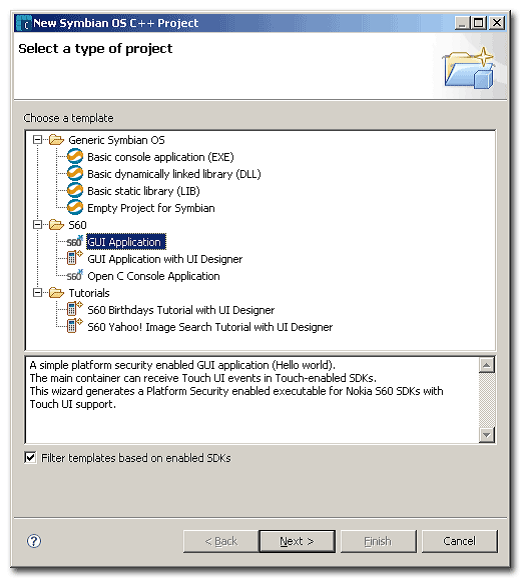 New Symbian OS C++ Project
Select a type of project
Choose a template
Generic Symbian OS
Basic console application (EXE)
Basic dynamically linked library (DLL)
Basic static library (LIB)
Empty Project for Symbian
S60
S60 GUI Application
GUI Application with UI Designer
S60 Open C Console Application
Tutorials
S60 Birthdays Tutorial with UI Designer
S60 Yahoo! Image Search Tutorial with UI Designer
A simple platform security enabled GUI application (Hello world).
The main container can receive Touch UI events in Touch-enabled SDKs.
This wizard generates a Platform Security enabled executable for Nokia S60 SDKs with
Touch UI support.
Filter templates based on enabled SDKs
? < Back Next > Finish Cancel